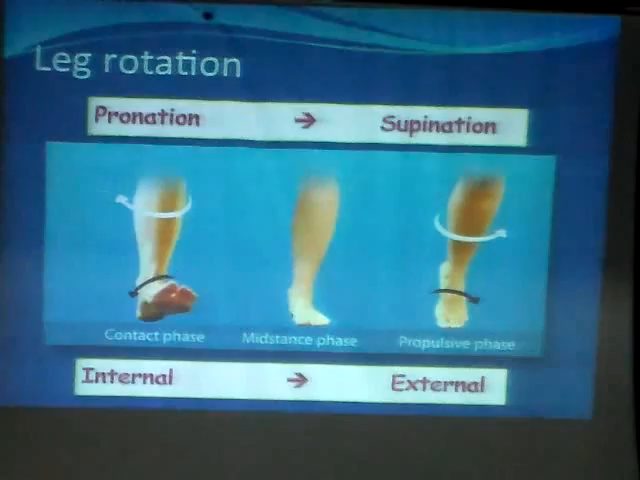 Leg rotation
Pronation → Supination
Contact phase Midstance phase Propulsive phase
Internal → External